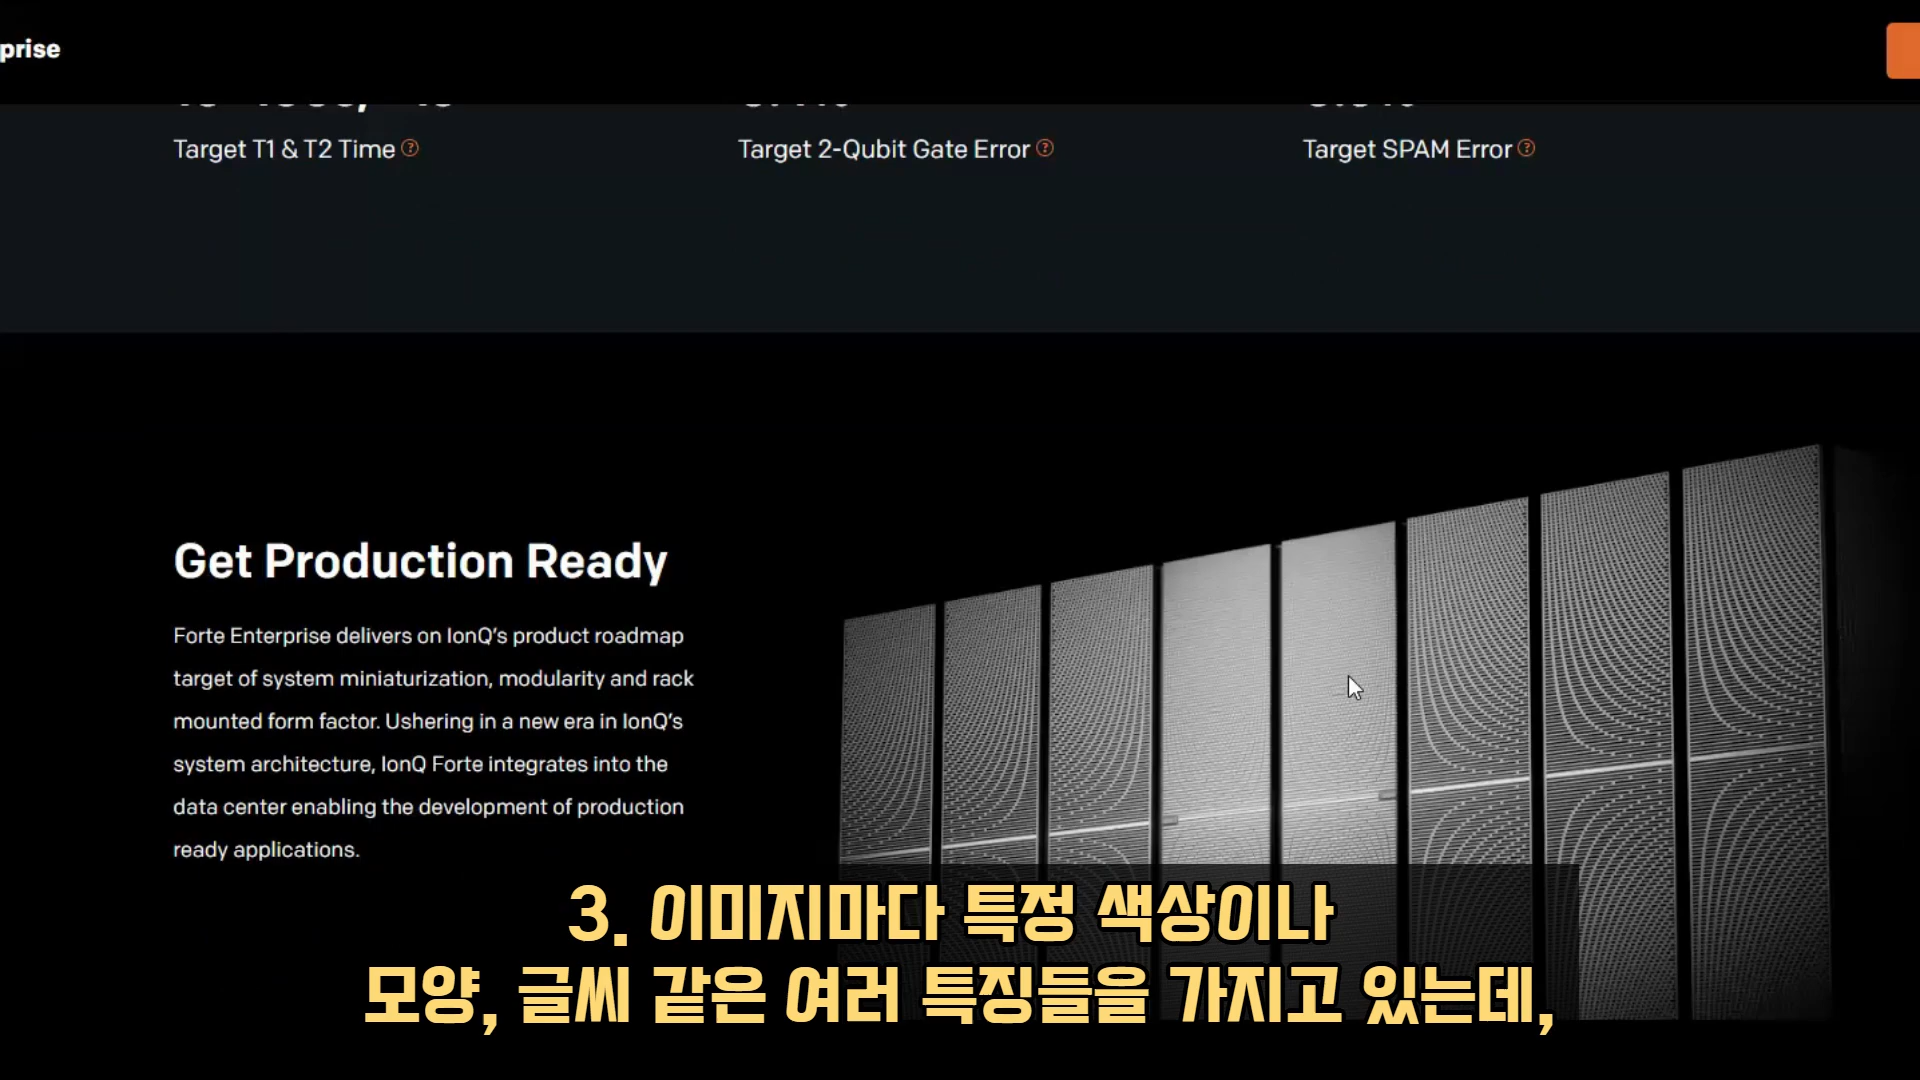 prise
Target T1 & T2 Time
Target 2-Qubit Gate Error
Target SPAM Error
Get Production Ready
Forte Enterprise delivers on IonQ's product roadmap
target of system miniaturization, modularity and rack
mounted form factor. Ushering in a new era in IonQ's
system architecture, IonQ Forte integrates into the
data center enabling the development of production
ready applications.
3. 이미지마다 특정 색상이나
모양, 글씨 같은 여러 특징들을 가지고 있는데,